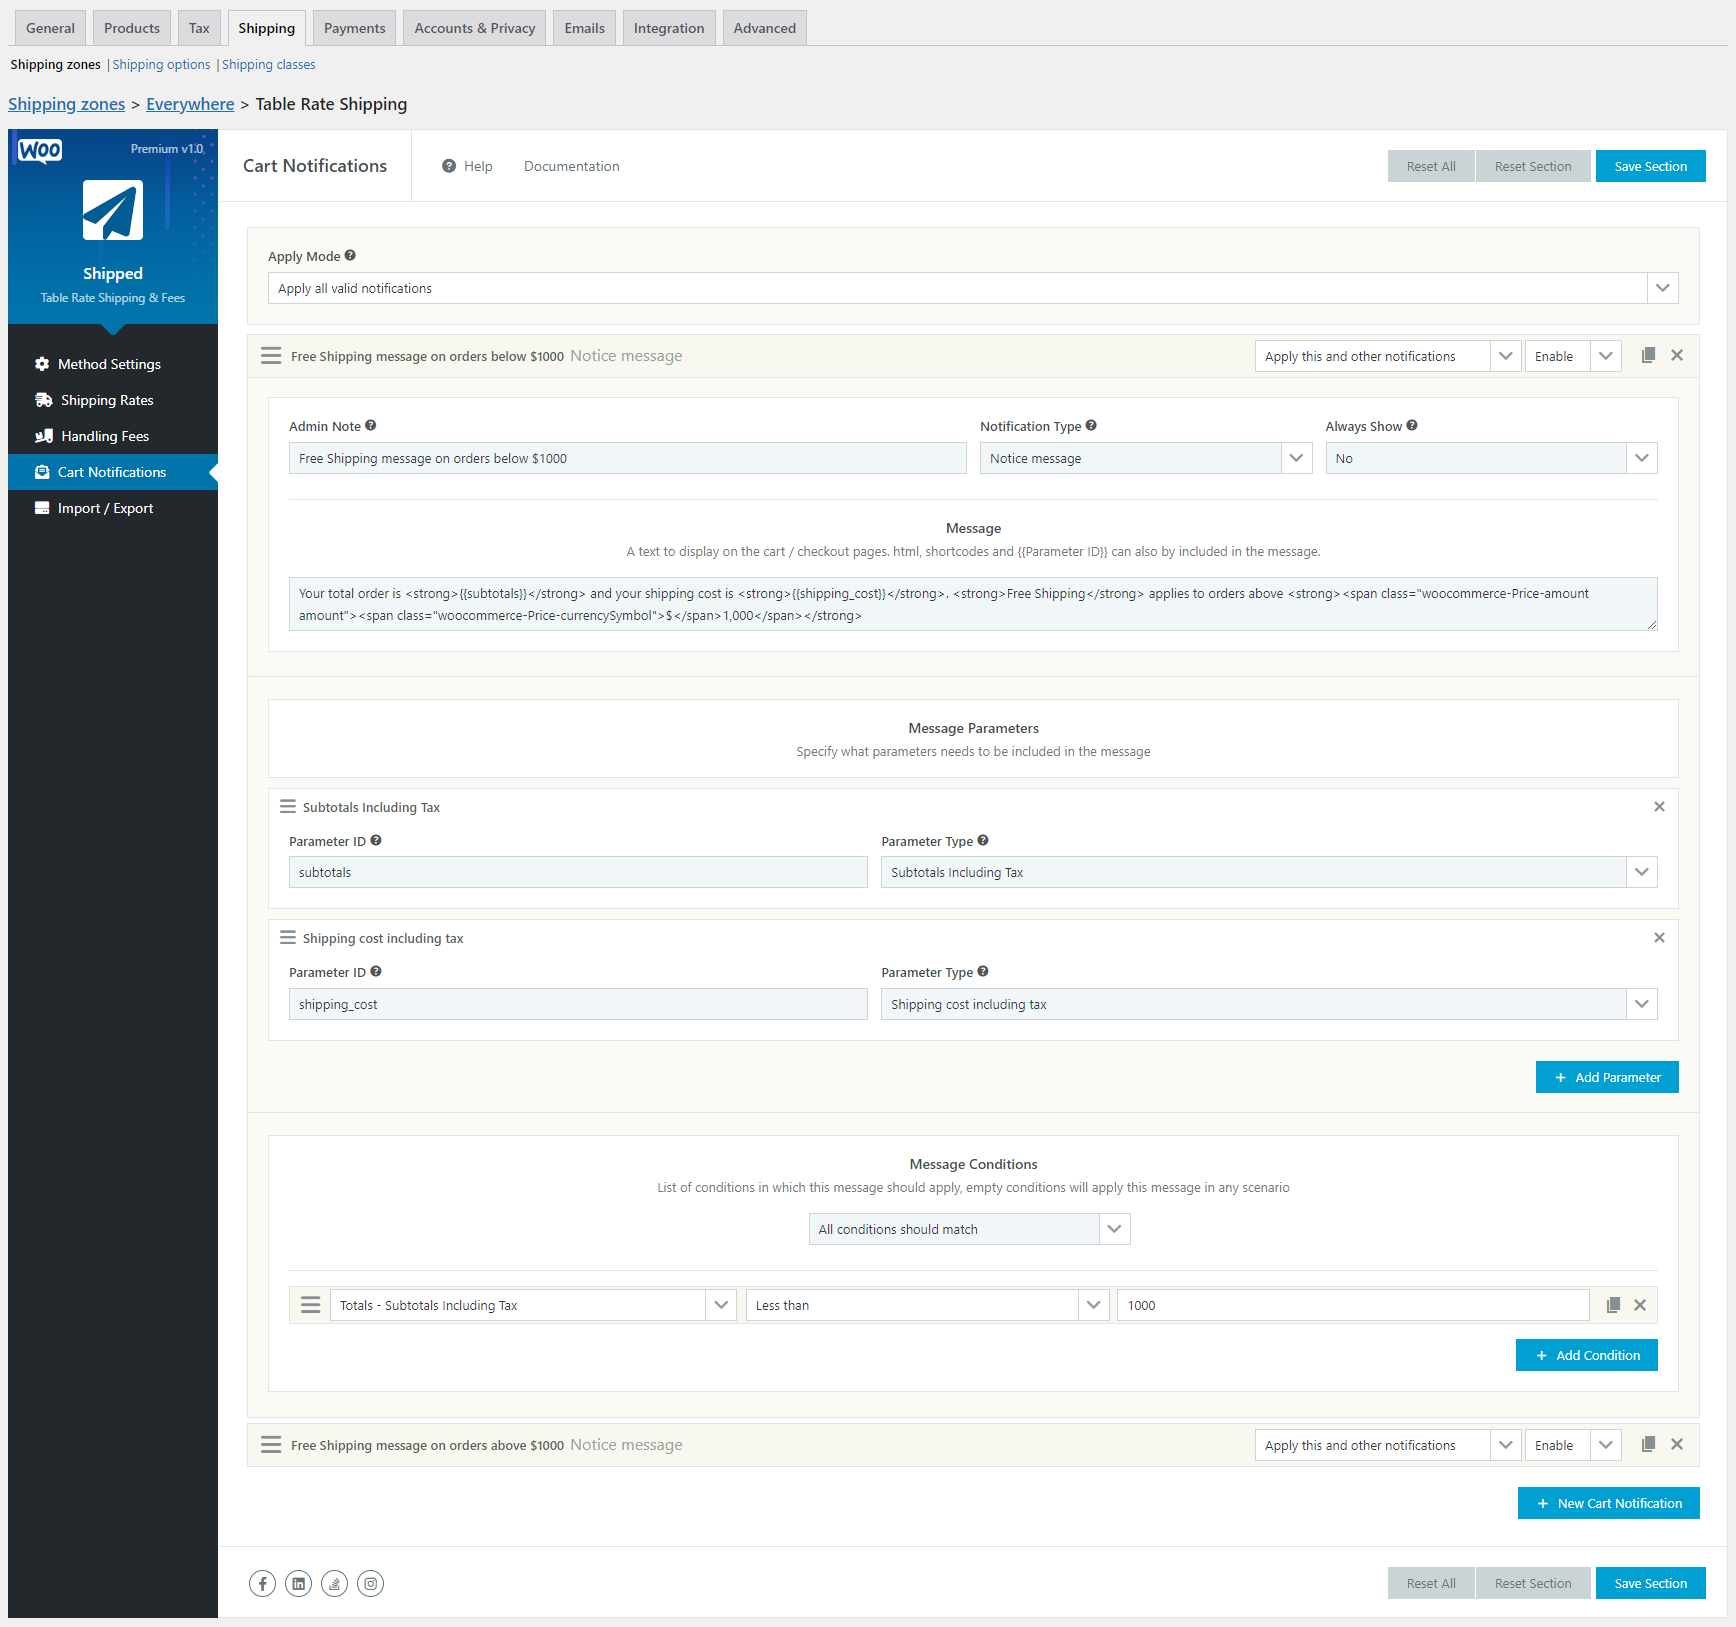 General Products Tax Shipping Payments Accounts & Privacy Emails Integration Advanced
Shipping zones | Shipping options | Shipping classes
Shipping zones > Everywhere > Table Rate Shipping
WOO Premium v1.0
Shipped
Table Rate Shipping & Fees
Method Settings
Shipping Rates
Handling Fees
Cart Notifications
Import / Export
Cart Notifications Help Documentation Reset All Reset Section Save Section
Apply Mode
Apply all valid notifications
Free Shipping message on orders below $1000 Notice message Apply this and other notifications Enable
Admin Note Notification Type Always Show
Free Shipping message on orders below $1000 Notice message No
Message
A text to display on the cart / checkout pages. html, shortcodes and {{Parameter ID}} can also by included in the message.
Your total order is <strong>{{subtotals}}</strong> and your shipping cost is <strong>{{shipping_cost}}</strong>. <strong>Free Shipping</strong> applies to orders above <strong><span class="woocommerce-Price-amount
amount"><span class="woocommerce-Price-currencySymbol">$</span>1,000</span></strong>
Message Parameters
Specify what parameters needs to be included in the message
Subtotals Including Tax
Parameter ID Parameter Type
subtotals Subtotals Including Tax
Shipping cost including tax
Parameter ID Parameter Type
shipping_cost Shipping cost including tax
+ Add Parameter
Message Conditions
List of conditions in which this message should apply, empty conditions will apply this message in any scenario
All conditions should match
Totals - Subtotals Including Tax Less than 1000
+ Add Condition
Free Shipping message on orders above $1000 Notice message Apply this and other notifications Enable
+ New Cart Notification
Reset All Reset Section Save Section